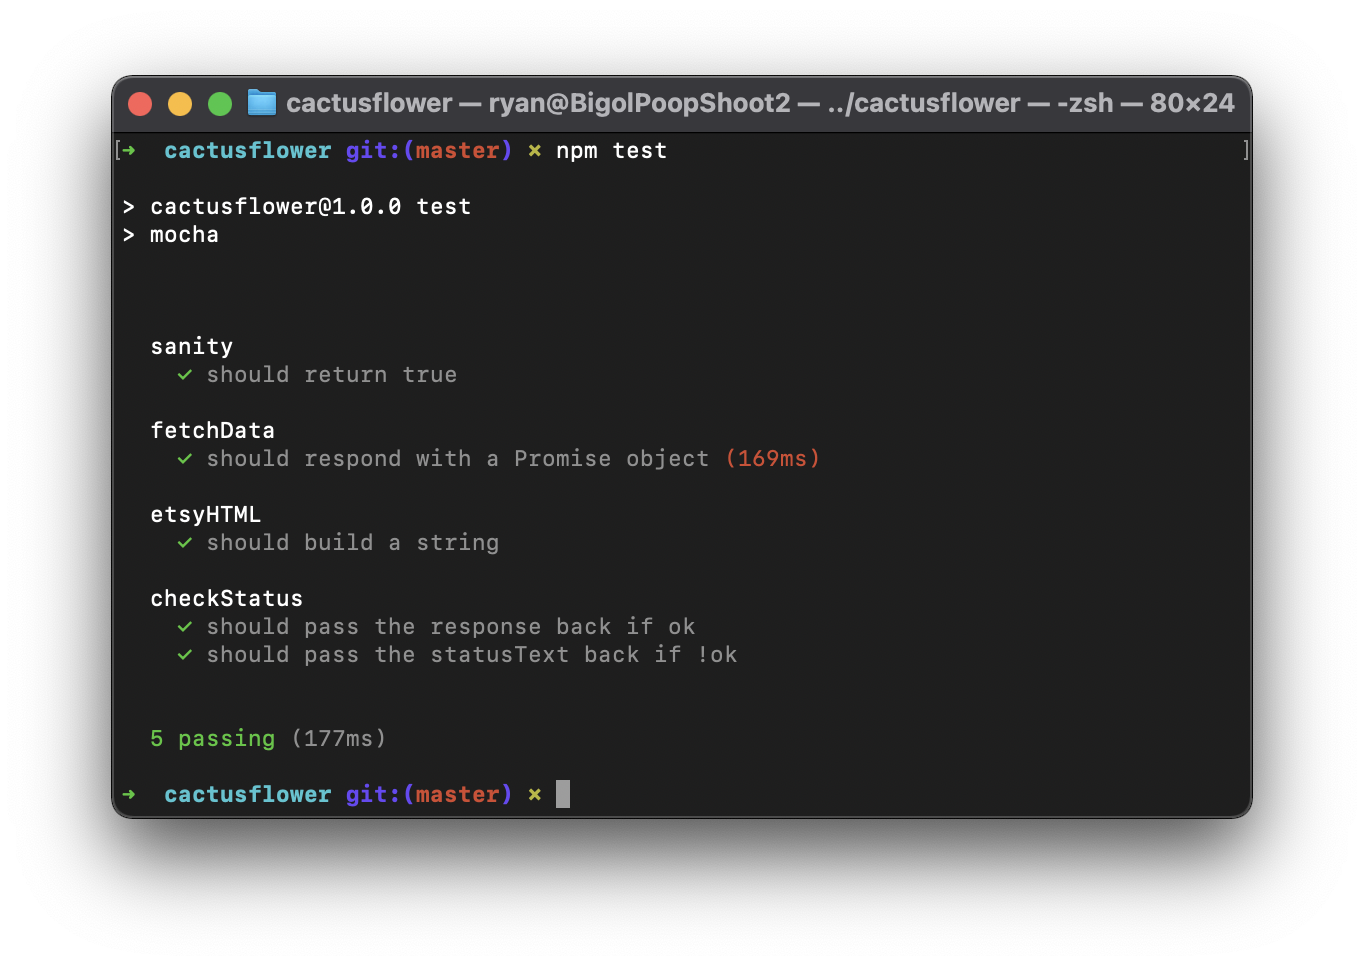 cactusflower — ryan@BigolPoopShoot2 — ../cactusflower — -zsh — 80×24
[➜  cactusflower git:(master) ✗ npm test ]
> cactusflower@1.0.0 test
> mocha
sanity
✓ should return true
fetchData
✓ should respond with a Promise object (169ms)
etsyHTML
✓ should build a string
checkStatus
✓ should pass the response back if ok
✓ should pass the statusText back if !ok
5 passing (177ms)
➜  cactusflower git:(master) ✗